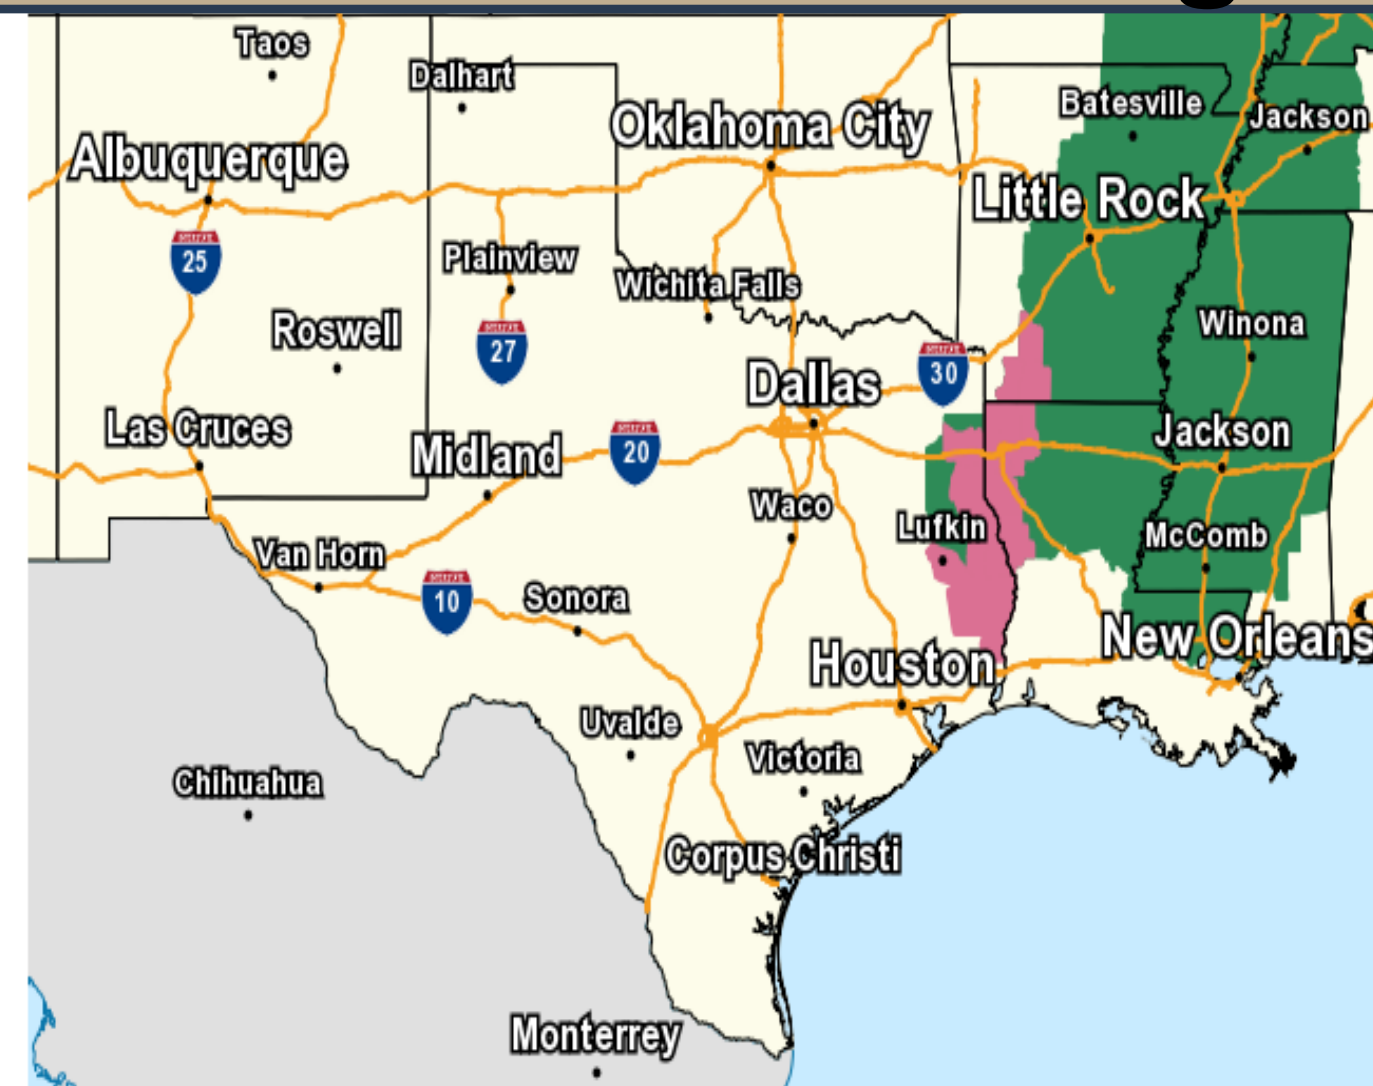 Taos
Dalhart
Batesville
Jackson
Oklahoma City
Albuquerque
Little Rock
25
Plainview
Wichita Falls
Roswell
27
Winona
30
Dallas
Las Cruces
Midland
20
Jackson
Waco
Lufkin
McComb
Van Horn
10
Sonora
New Orleans
Houston
Uvalde
Victoria
Chihuahua
Corpus Christi
Monterrey